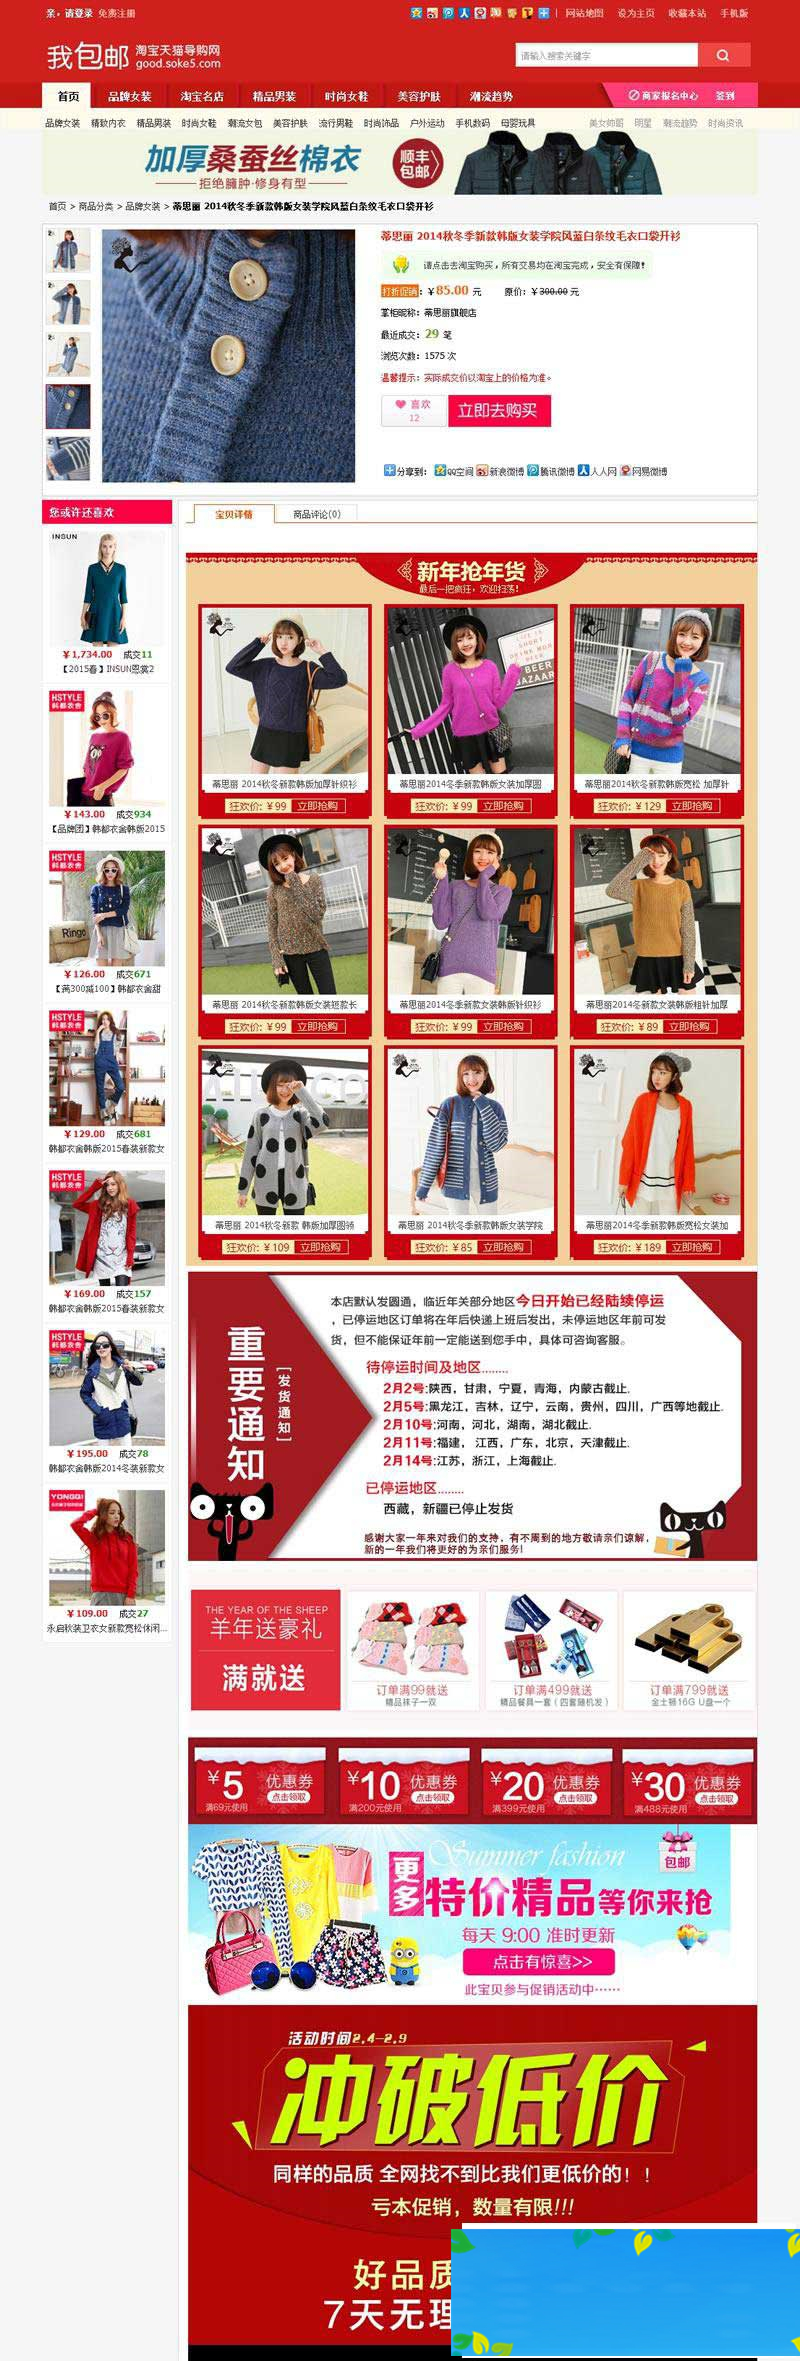 亲，请登录 免费注册
网站地图 设为主页 收藏本站 手机版
我包邮 淘宝天猫导购网
good.soke5.com
请输入搜索关键字
首页 品牌女装 淘宝名店 精品男装 时尚女鞋 美容护肤 潮流趋势 商家报名中心 签到
品牌女装 精致内衣 精品男装 时尚女鞋 潮流女包 美容护肤 流行男鞋 时尚饰品 户外运动 手机数码 母婴玩具 美女帅哥 明星 潮流趋势 时尚资讯
加厚桑蚕丝棉衣
拒绝臃肿·修身有型
顺丰包邮
首页 > 商品分类 > 品牌女装 > 蒂思丽 2014秋冬季新款韩版女装学院风蓝白条纹毛衣口袋开衫
蒂思丽 2014秋冬季新款韩版女装学院风蓝白条纹毛衣口袋开衫
请点击去淘宝购买，所有交易均在淘宝完成，安全有保障！
打折促销：￥85.00 元 原价：￥300.00 元
掌柜昵称：蒂思丽旗舰店
最近成交：29 笔
浏览次数：1575 次
温馨提示：实际成交价以淘宝上的价格为准。
喜欢
12
立即去购买
分享到： QQ空间 新浪微博 腾讯微博 人人网 网易微博
您或许还喜欢
INSUN
￥1,734.00 成交11
【2015春】INSUN恩裳2
HSTYLE
韩都衣舍
￥143.00 成交934
【品牌团】韩都衣舍韩版2015
HSTYLE
韩都衣舍
Ringo
￥126.00 成交671
【满300减100】韩都衣舍甜
HSTYLE
韩都衣舍
￥129.00 成交681
韩都衣舍韩版2015春装新款女
HSTYLE
韩都衣舍
￥169.00 成交157
韩都衣舍韩版2015春装新款女
HSTYLE
韩都衣舍
￥195.00 成交78
韩都衣舍韩版2014冬装新款女
YONGQI
￥109.00 成交27
永启秋装卫衣女新款宽松休闲...
宝贝详情 商品评论(0)
新年抢年货
最后一把疯狂，欢迎扫荡！
BEER
蒂思丽 2014秋冬新款韩版加厚针织衫
狂欢价: ￥99 立即抢购
蒂思丽2014冬季新款韩版女装加厚圆
狂欢价: ￥99 立即抢购
蒂思丽2014秋冬新款韩版宽松 加厚针
狂欢价: ￥129 立即抢购
蒂思丽 2014秋冬新款韩版女装短款长
狂欢价: ￥99 立即抢购
蒂思丽2014冬季新款女装韩版针织衫
狂欢价: ￥99 立即抢购
蒂思丽2014冬新款女装韩版粗针加厚
狂欢价: ￥89 立即抢购
蒂思丽 2014秋冬新款 韩版加厚圆领
狂欢价: ￥109 立即抢购
蒂思丽 2014秋冬季新款韩版女装学院
狂欢价: ￥85 立即抢购
蒂思丽2014秋冬季新款韩版宽松女装加
狂欢价: ￥189 立即抢购
重要通知
[发货通知]
本店默认发圆通，临近年关部分地区今日开始已经陆续停运
，已停运地区订单将在年后快递上班后发出，未停运地区年前可发
货，但不能保证年前一定能送到您手中，具体可咨询客服。
待停运时间及地区........
2月2号:陕西，甘肃，宁夏，青海，内蒙古截止.
2月5号:黑龙江，吉林，辽宁，云南，贵州，四川，广西等地截止.
2月10号:河南，河北，湖南，湖北截止.
2月11号:福建， 江西，广东，北京，天津截止.
2月14号:江苏，浙江，上海截止.
已停运地区........
西藏，新疆已停止发货
感谢大家一年来对我们的支持，有不周到的地方敬请亲们谅解，
新的一年我们将更好的为亲们服务！
THE YEAR OF THE SHEEP
羊年送豪礼
满就送
订单满99就送
精品袜子一双
订单满499就送
精品餐具一套（四套随机发）
订单满799就送
金士顿16G U盘一个
￥5 优惠券
点击领取
满69元使用
￥10 优惠券
点击领取
满200元使用
￥20 优惠券
点击领取
满399元使用
￥30 优惠券
点击领取
满488元使用
Summer fashion
包邮
更多特价精品等你来抢
每天 9:00 准时更新
点击有惊喜>>
此宝贝参与促销活动中······
活动时间2.4-2.9
冲破低价
同样的品质 全网找不到比我们更低价的！！
亏本促销，数量有限!!!
好品质
7天无理